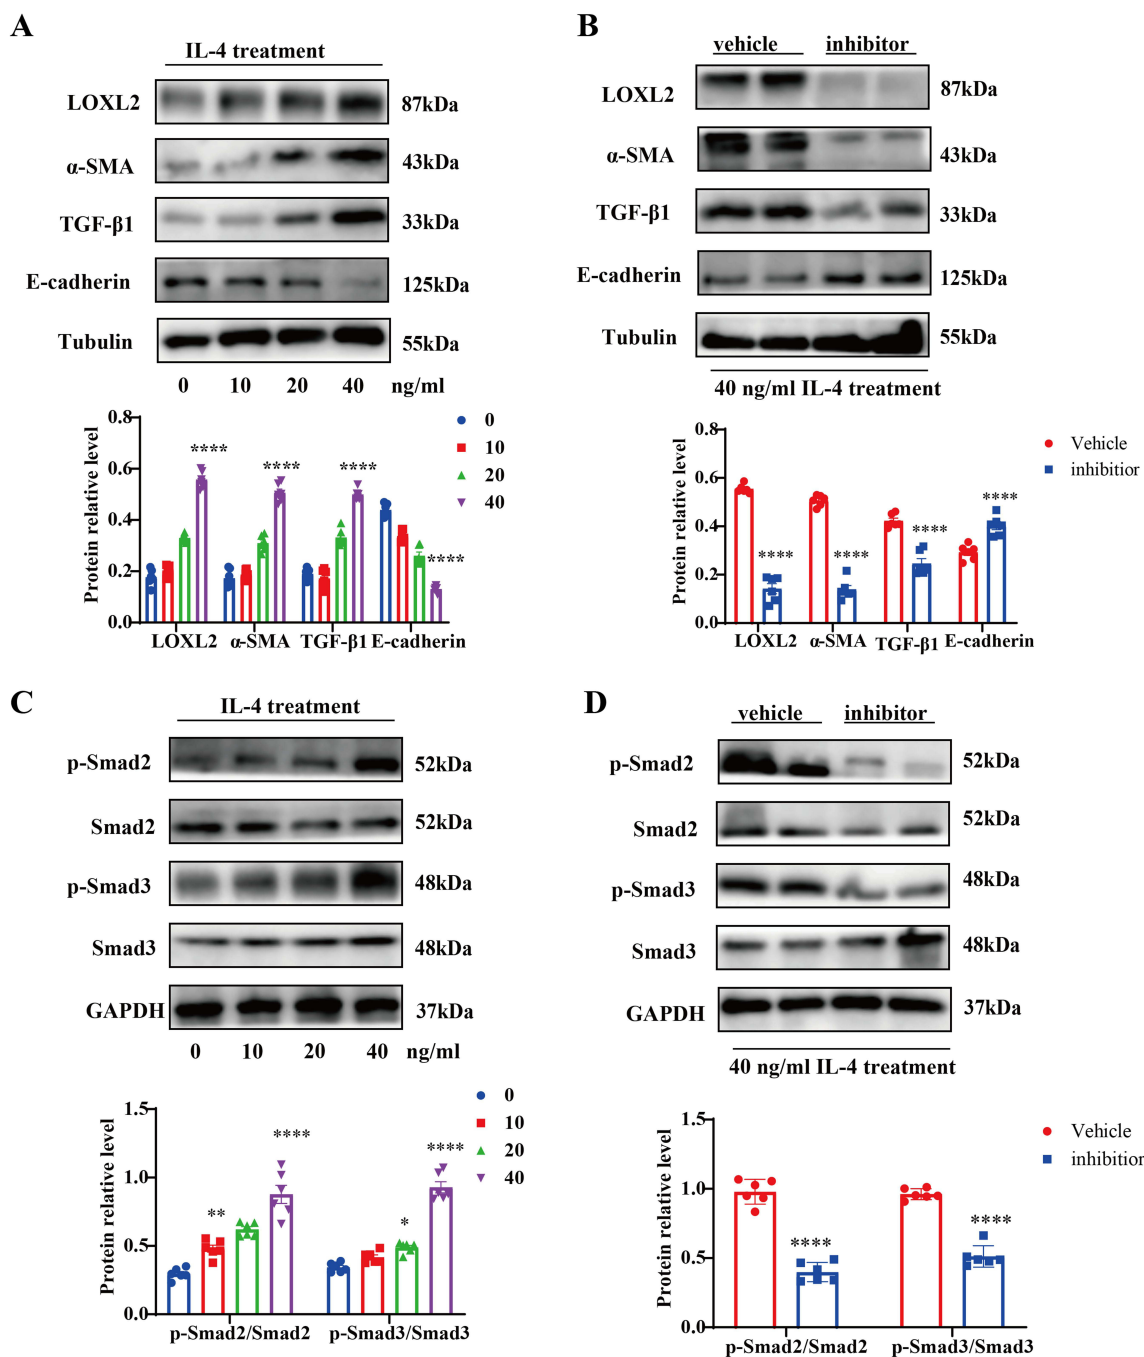 A
IL-4 treatment
LOXL2 87kDa
α-SMA 43kDa
TGF-β1 33kDa
E-cadherin 125kDa
Tubulin 55kDa
0 10 20 40 ng/ml
Protein relative level
0.8
0.6
0.4
0.2
0.0
**** **** **** ****
LOXL2 α-SMA TGF-β1 E-cadherin
0
10
20
40
B
vehicle inhibitor
LOXL2 87kDa
α-SMA 43kDa
TGF-β1 33kDa
E-cadherin 125kDa
Tubulin 55kDa
40 ng/ml IL-4 treatment
Protein relative level
0.8
0.6
0.4
0.2
0.0
**** **** **** ****
LOXL2 α-SMA TGF-β1 E-cadherin
Vehicle
inhibitior
C
IL-4 treatment
p-Smad2 52kDa
Smad2 52kDa
p-Smad3 48kDa
Smad3 48kDa
GAPDH 37kDa
0 10 20 40 ng/ml
Protein relative level
1.5
1.0
0.5
0.0
** **** * ****
p-Smad2/Smad2 p-Smad3/Smad3
0
10
20
40
D
vehicle inhibitor
p-Smad2 52kDa
Smad2 52kDa
p-Smad3 48kDa
Smad3 48kDa
GAPDH 37kDa
40 ng/ml IL-4 treatment
Protein relative level
1.5
1.0
0.5
0.0
**** ****
p-Smad2/Smad2 p-Smad3/Smad3
Vehicle
inhibitior